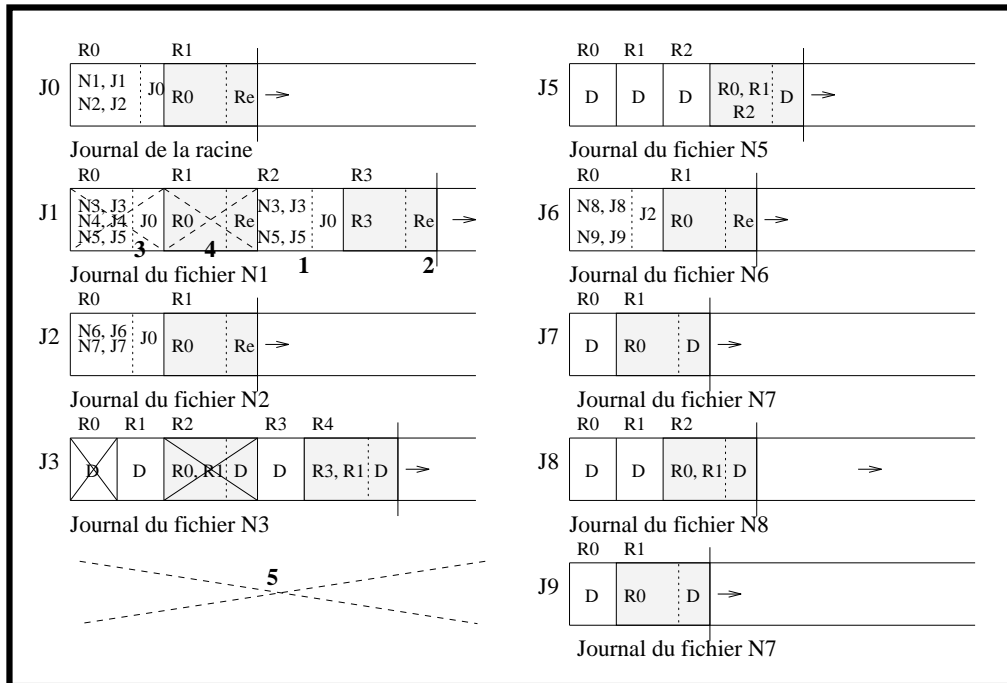 R0 R1
J0 N1, J1 J0 R0 Re
N2, J2
Journal de la racine
R0 R1 R2 R3
J1 N3, J3 N4, J4 J0 R0 Re N3, J3 J0 R3 Re
N5, J5 N5, J5
3 4 1 2
Journal du fichier N1
R0 R1
J2 N6, J6 J0 R0 Re
N7, J7
Journal du fichier N2
R0 R1 R2 R3 R4
J3 D D R0, R1 D D R3, R1 D
Journal du fichier N3
5
R0 R1 R2
J5 D D D R0, R1 D
R2
Journal du fichier N5
R0 R1
J6 N8, J8 J2 R0 Re
N9, J9
Journal du fichier N6
R0 R1
J7 D R0 D
Journal du fichier N7
R0 R1 R2
J8 D D R0, R1 D
Journal du fichier N8
R0 R1
J9 D R0 D
Journal du fichier N7